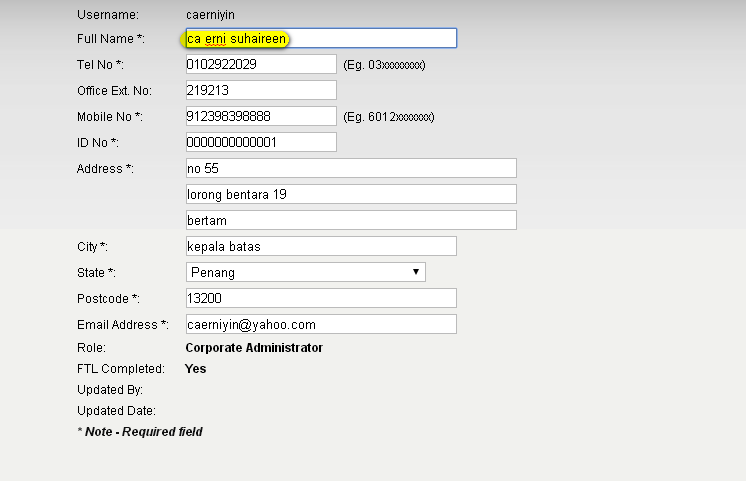 Username: caerniyin
Full Name *: ca erni suhaireen
Tel No *: 0102922029 (Eg. 03xxxxxxxx)
Office Ext. No: 219213
Mobile No *: 912398398888 (Eg. 6012xxxxxxx)
ID No *: 0000000000001
Address *: no 55
lorong bentara 19
bertam
City *: kepala batas
State *: Penang
Postcode *: 13200
Email Address *: caerniyin@yahoo.com
Role: Corporate Administrator
FTL Completed: Yes
Updated By:
Updated Date:
* Note - Required field